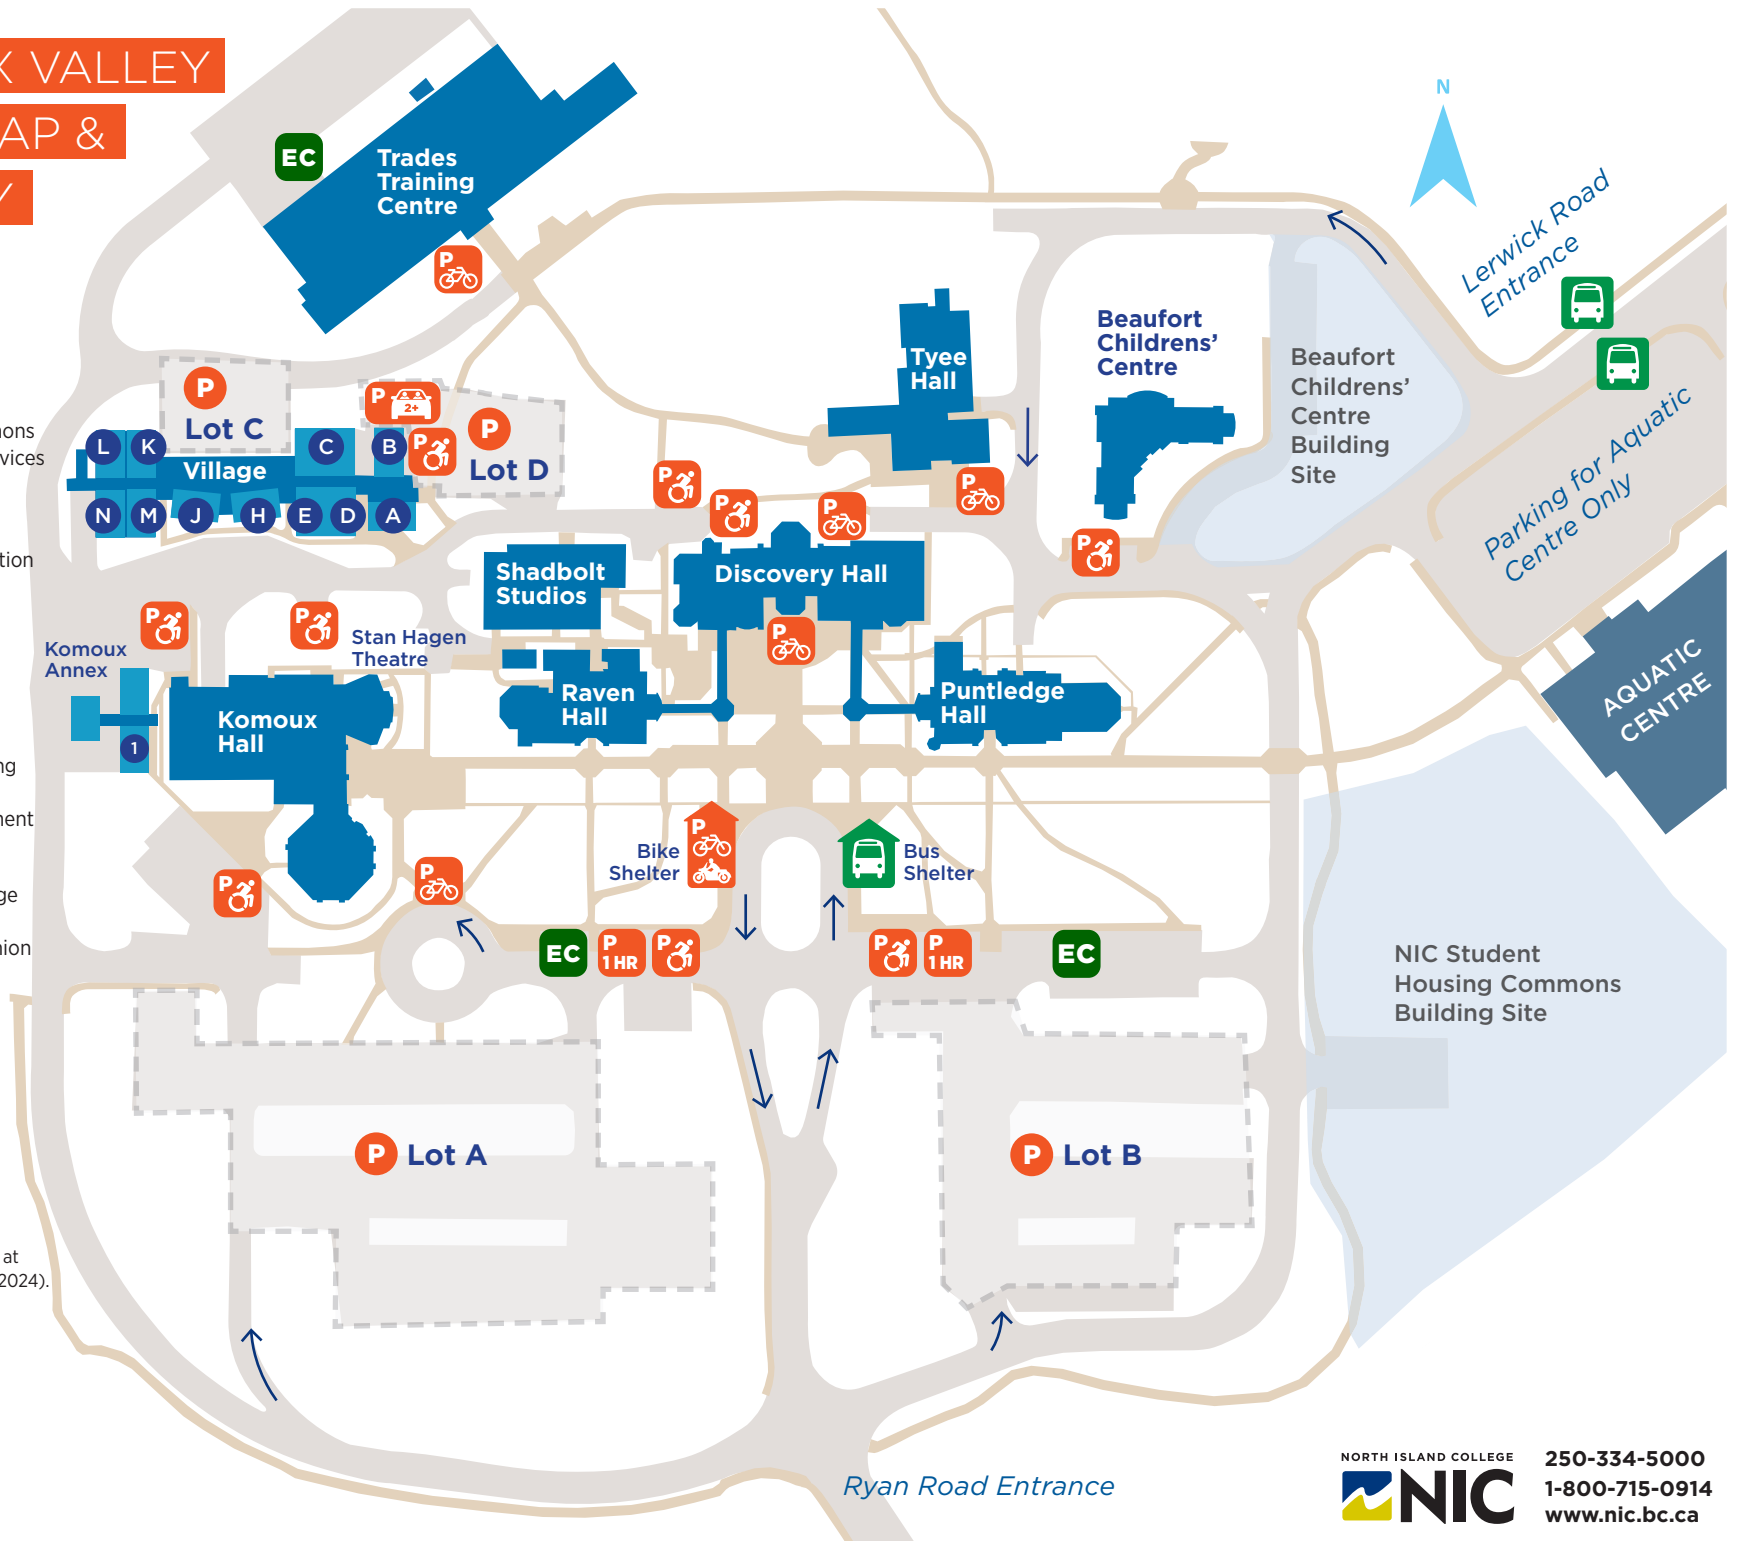 X VALLEY
AP &
Y
N
EC
Trades
Training
Centre
P
Lerwick Road
Entrance
Tyee
Hall
Beaufort
Childrens'
Centre
Beaufort
Childrens'
Centre
Building
Site
P
Lot C
P
2+
P
P
Lot D
Parking for Aquatic
Centre Only
L
K
C
B
Village
N
M
J
H
E
D
A
P
P
P
P
P
nons
vices
tion
Shadbolt
Studios
Discovery Hall
P
P
P
Stan Hagen
Theatre
Komoux
Annex
1
Komoux
Hall
Raven
Hall
Puntledge
Hall
AQUATIC
CENTRE
ng
nent
ge
nion
Bike
Shelter
P
Bus
Shelter
P
P
EC
P
1 HR
P
P
P
1 HR
EC
NIC Student
Housing Commons
Building Site
P
Lot A
P
Lot B
at
2024).
Ryan Road Entrance
NORTH ISLAND COLLEGE
NIC
250-334-5000
1-800-715-0914
www.nic.bc.ca